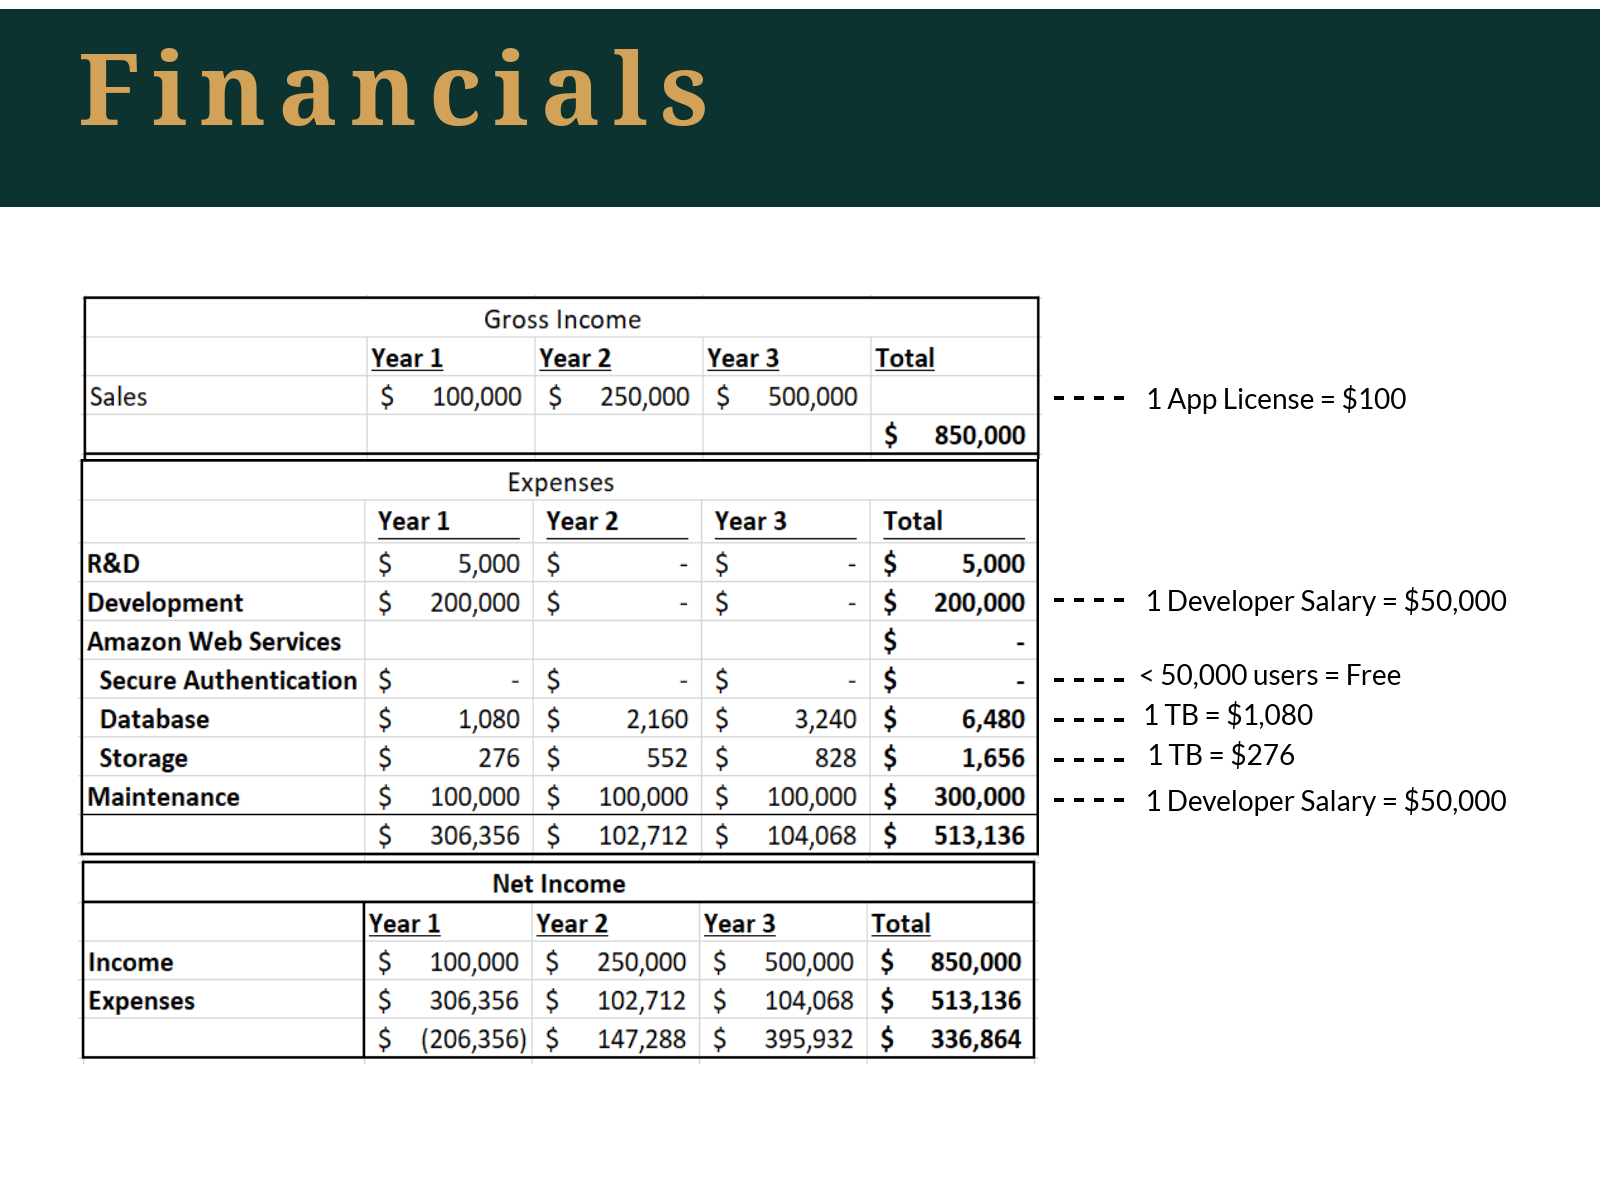 Financials
Gross Income
Year 1 Year 2 Year 3 Total
Sales $ 100,000 $ 250,000 $ 500,000 1 App License = $100
$ 850,000
Expenses
Year 1 Year 2 Year 3 Total
R&D $ 5,000 $ - $ - $ 5,000
Development $ 200,000 $ - $ - $ 200,000 1 Developer Salary = $50,000
Amazon Web Services $ -
Secure Authentication $ - $ - $ - $ - < 50,000 users = Free
Database $ 1,080 $ 2,160 $ 3,240 $ 6,480 1 TB = $1,080
Storage $ 276 $ 552 $ 828 $ 1,656 1 TB = $276
Maintenance $ 100,000 $ 100,000 $ 100,000 $ 300,000 1 Developer Salary = $50,000
$ 306,356 $ 102,712 $ 104,068 $ 513,136
Net Income
Year 1 Year 2 Year 3 Total
Income $ 100,000 $ 250,000 $ 500,000 $ 850,000
Expenses $ 306,356 $ 102,712 $ 104,068 $ 513,136
$ (206,356) $ 147,288 $ 395,932 $ 336,864